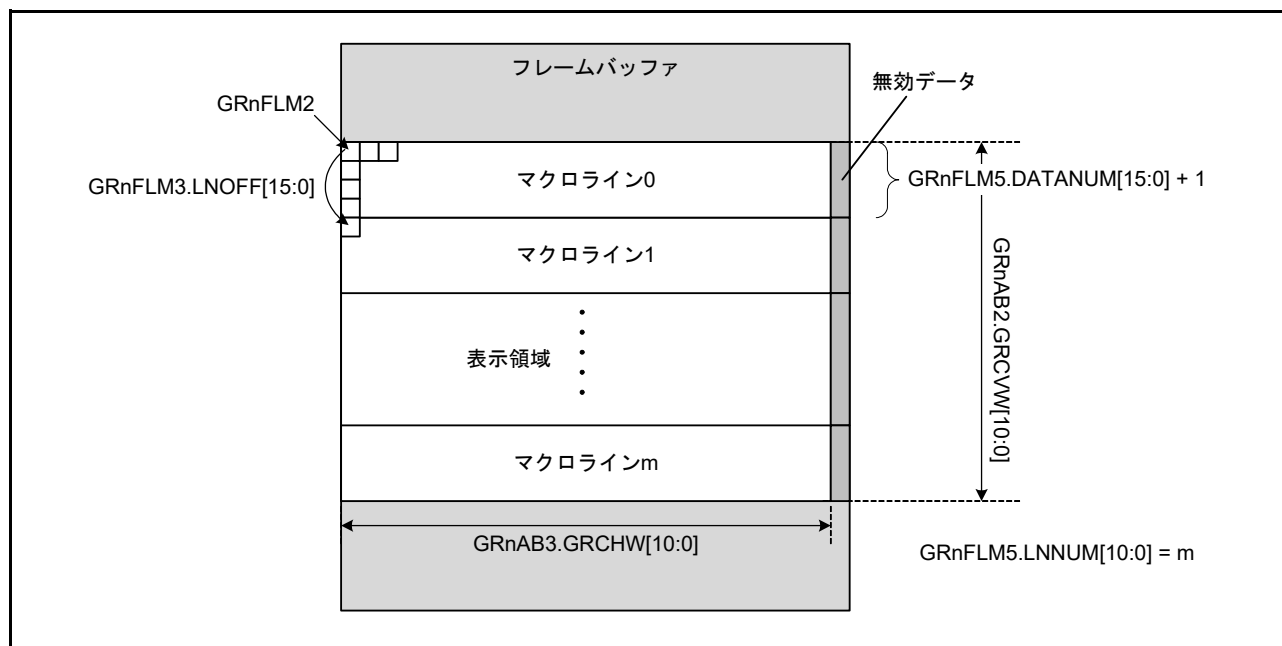 フレームバッファ
無効データ
GRnFLM2
GRnFLM3.LNOFF[15:0]
マクロライン0
GRnFLM5.DATANUM[15:0] + 1
マクロライン1
GRnAB2.GRCVW[10:0]
表示領域
マクロラインm
GRnAB3.GRCHW[10:0]
GRnFLM5.LNNUM[10:0] = m